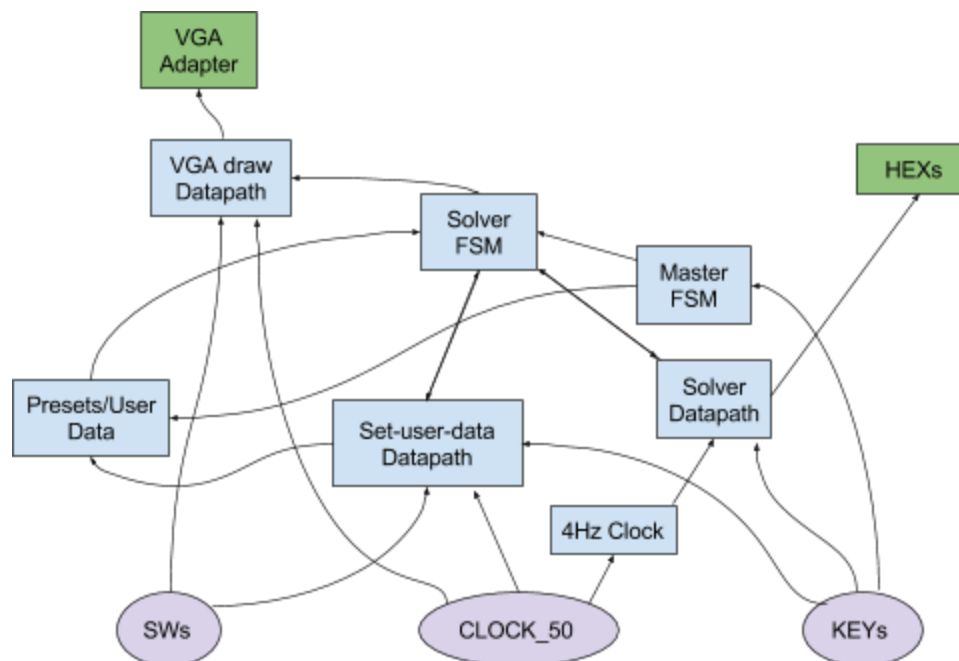 VGA
Adapter
VGA draw
Datapath
HEXs
Solver
FSM
Master
FSM
Presets/User
Data
Set-user-data
Datapath
Solver
Datapath
4Hz Clock
SWs
CLOCK_50
KEYs